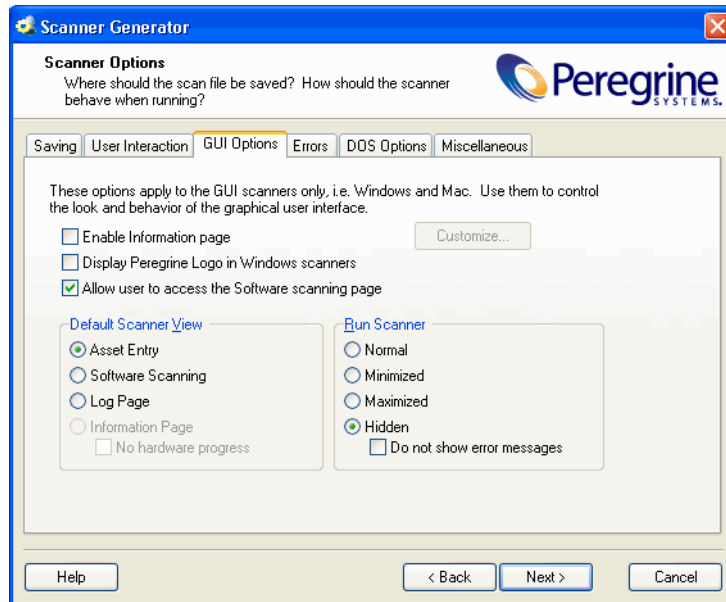 Scanner Generator
Scanner Options
Where should the scan file be saved? How should the scanner
behave when running?
Peregrine
SYSTEMS.
Saving
User Interaction
GUI Options
Errors
DOS Options
Miscellaneous
These options apply to the GUI scanners only, i.e. Windows and Mac. Use them to control
the look and behavior of the graphical user interface.
Enable Information page
Customize...
Display Peregrine Logo in Windows scanners
Allow user to access the Software scanning page
Default Scanner View
Asset Entry
Software Scanning
Log Page
Information Page
No hardware progress
Run Scanner
Normal
Minimized
Maximized
Hidden
Do not show error messages
Help
< Back
Next >
Cancel